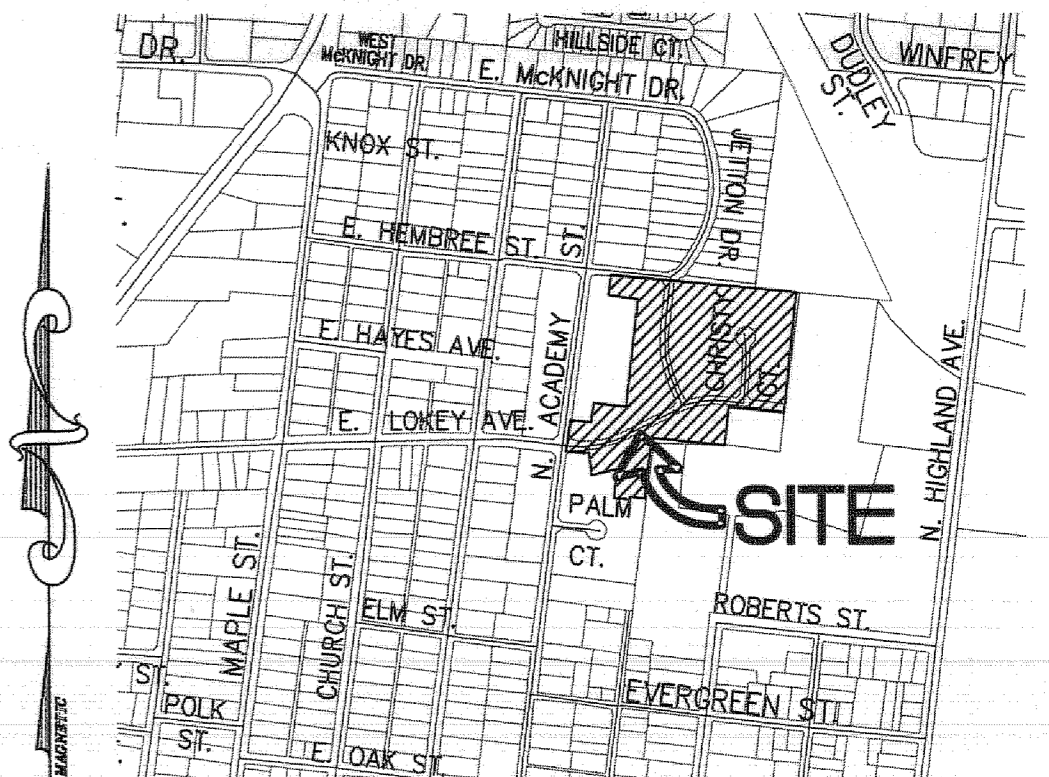 DR.
WEST
McKNIGHT DR.
HILLSIDE CT.
E. McKNIGHT DR.
DUDLEY
ST.
WINFREY
KNOX ST.
JETTON DR.
E. HEMBREE ST.
ST.
CHRISTY
CT.
E. HAYES AVE.
N. ACADEMY
E. LOKEY AVE.
N. HIGHLAND AVE.
SITE
PALM
CT.
MAPLE ST.
CHURCH ST.
ELM ST.
ROBERTS ST.
ST.
POLK
ST.
EVERGREEN ST.
E. OAK ST.
MAGNETIC